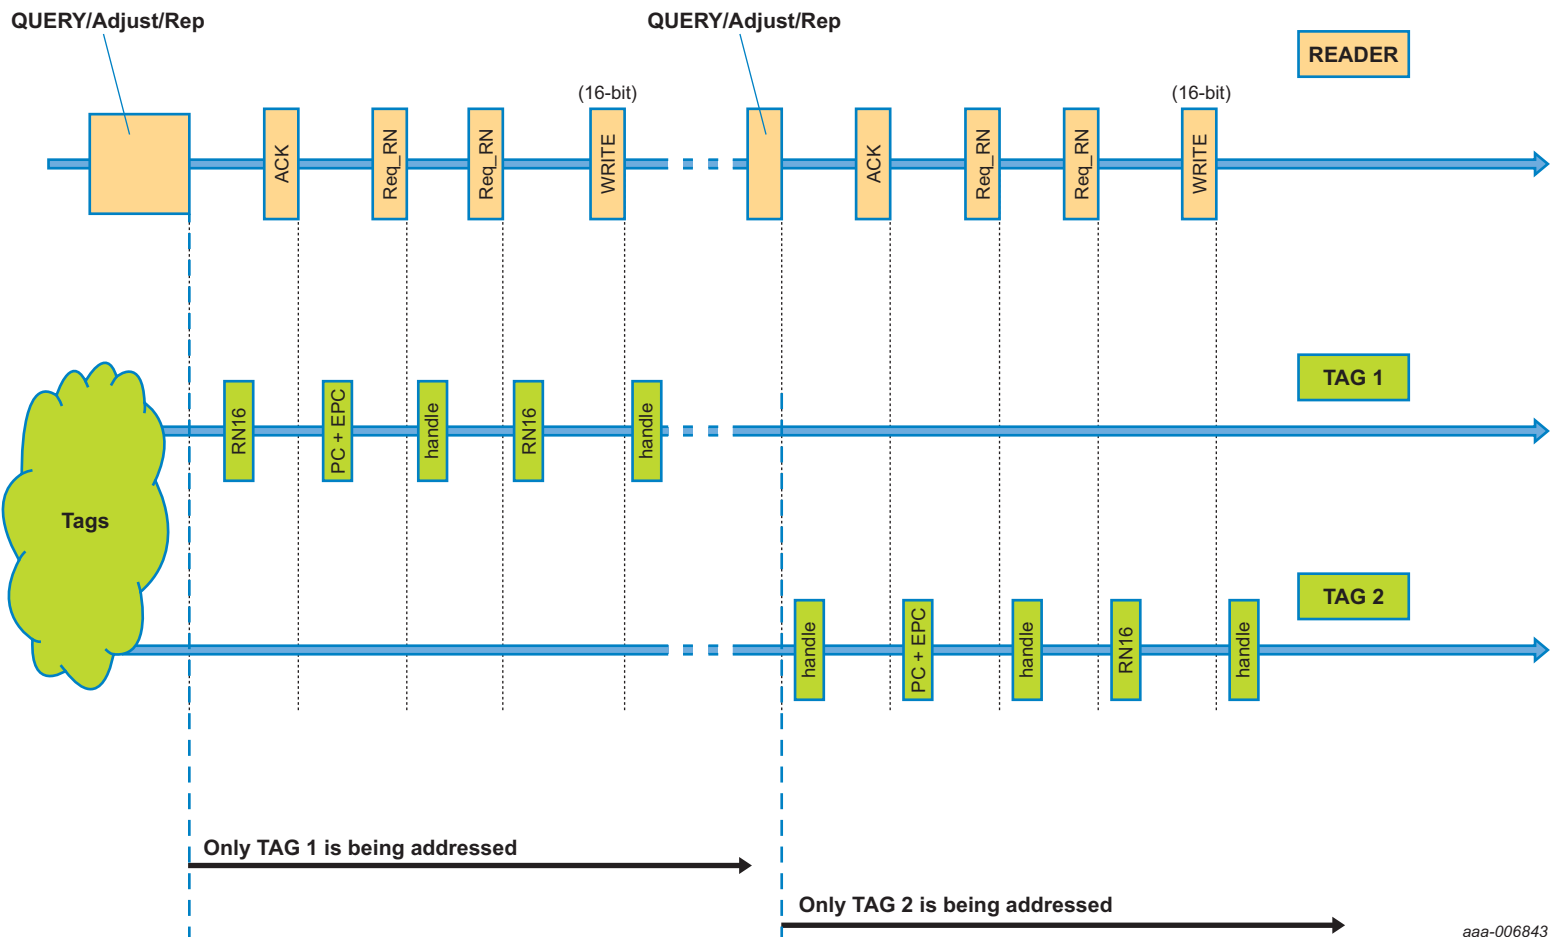 QUERY/Adjust/Rep
QUERY/Adjust/Rep
READER
(16-bit)
(16-bit)
ACK
Req_RN
Req_RN
WRITE
ACK
Req_RN
Req_RN
WRITE
TAG 1
RN16
PC + EPC
handle
RN16
handle
Tags
TAG 2
handle
PC + EPC
handle
RN16
handle
Only TAG 1 is being addressed
Only TAG 2 is being addressed
aaa-006843